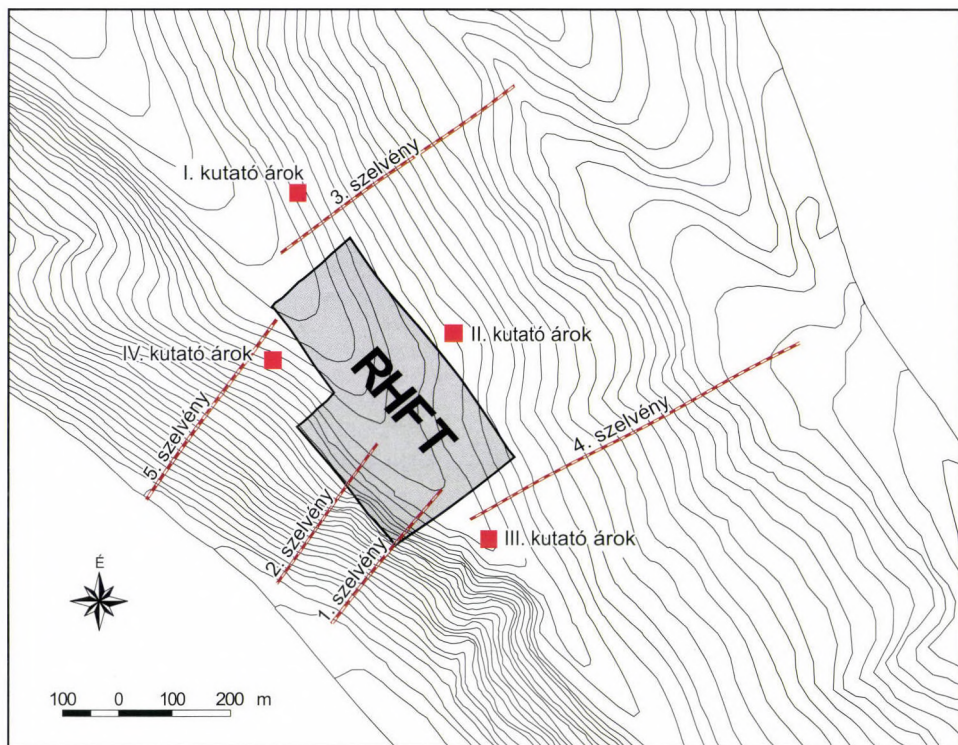 I. kutató árok
3. szelvény
II. kutató árok
IV. kutató árok
RHFT
5. szelvény
4. szelvény
2. szelvény
1. szelvény
III. kutató árok
É
100 0 100 200 m